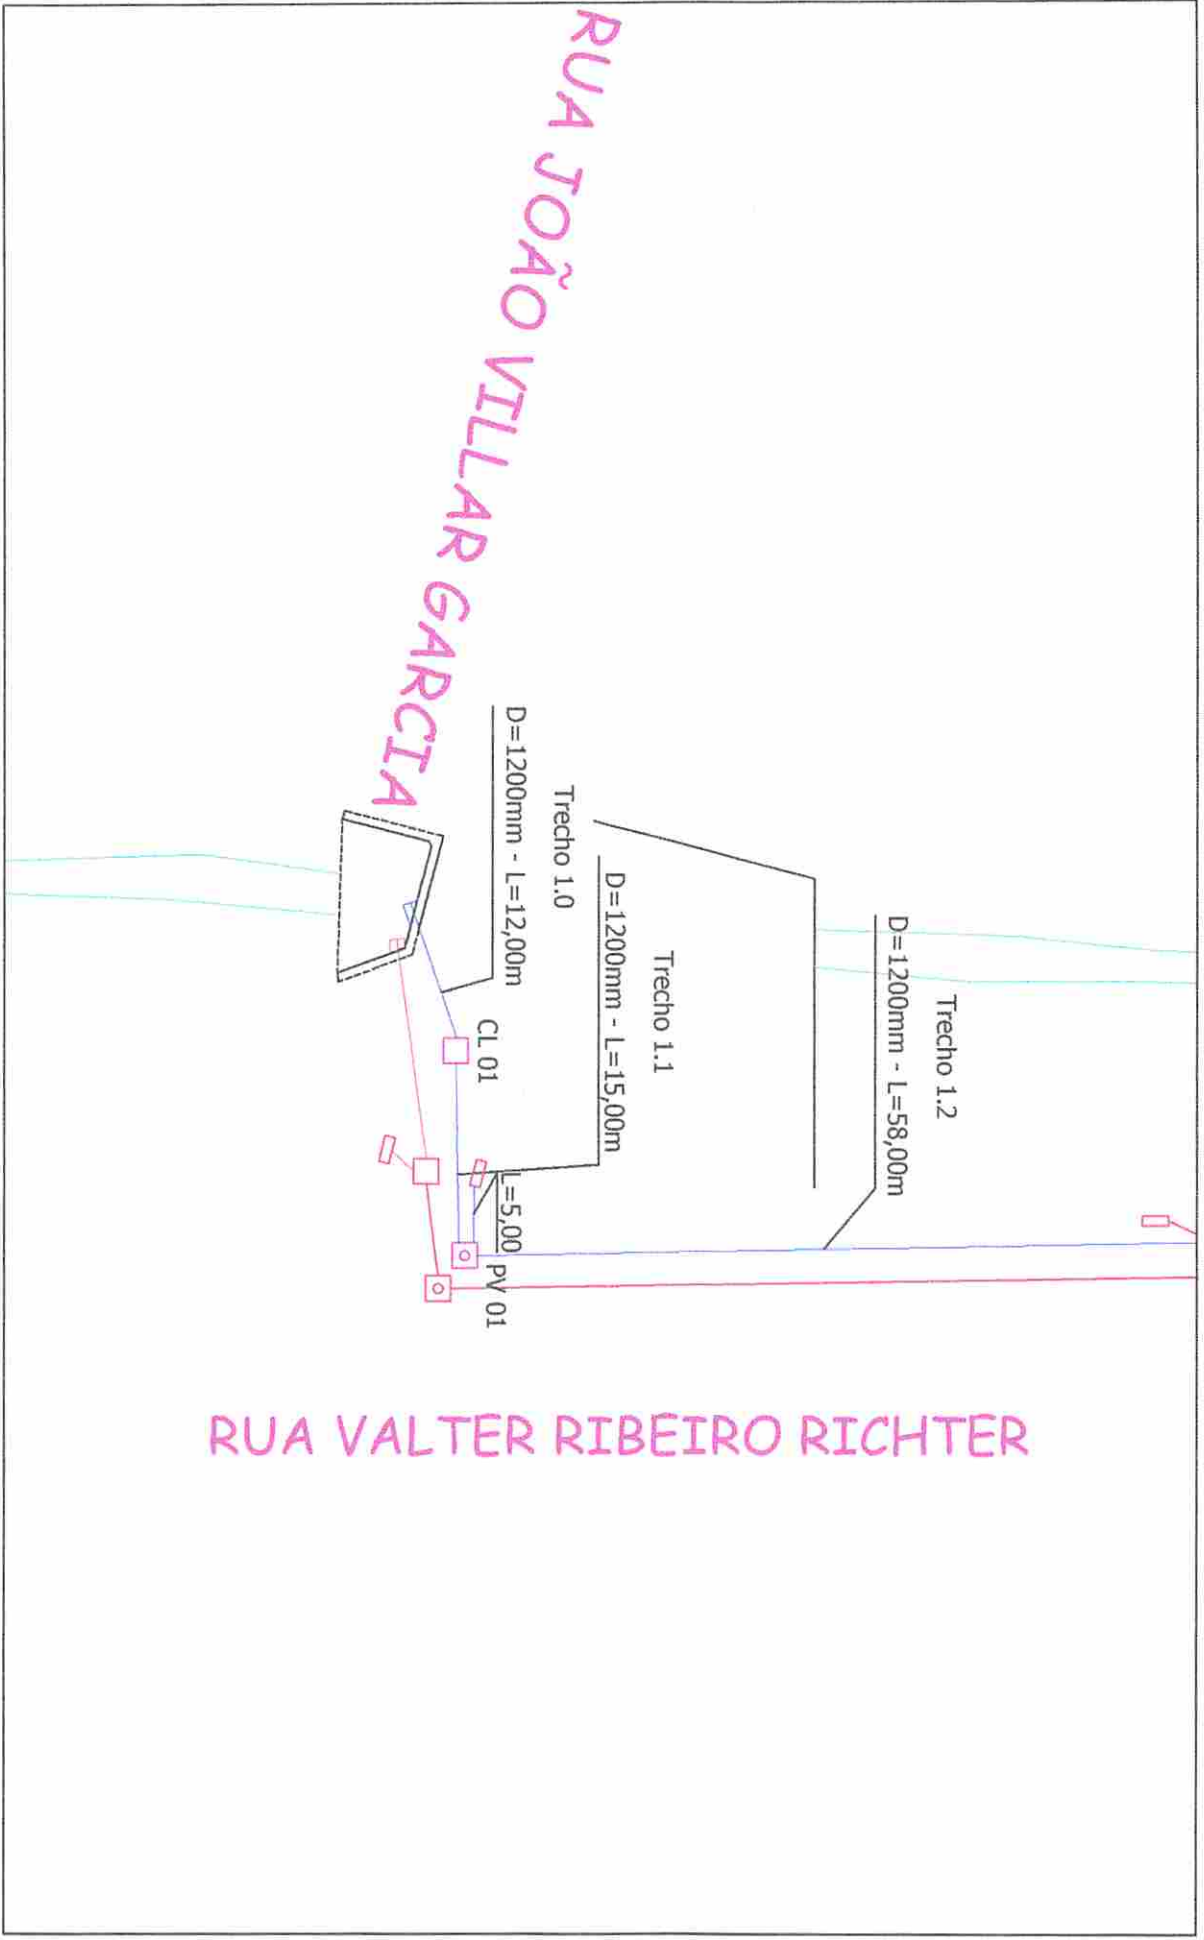 RUA JOÃO VILLAR GARCIA
Trecho 1.0
D=1200mm - L=12,00m
Trecho 1.1
D=1200mm - L=15,00m
Trecho 1.2
D=1200mm - L=58,00m
CL 01
L=5,00
PV 01
RUA VALTER RIBEIRO RICHTER